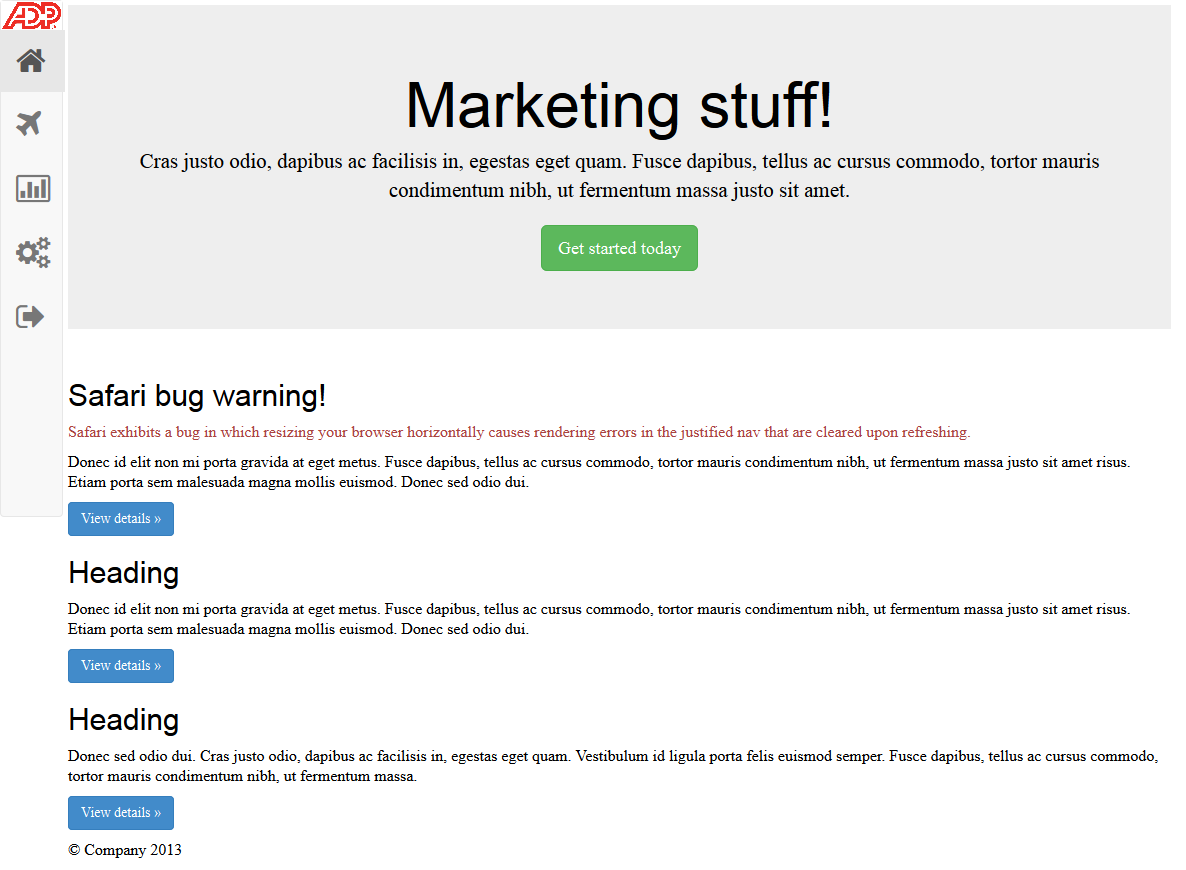 ADP
Marketing stuff!
Cras justo odio, dapibus ac facilisis in, egestas eget quam. Fusce dapibus, tellus ac cursus commodo, tortor mauris
condimentum nibh, ut fermentum massa justo sit amet.
Get started today
Safari bug warning!
Safari exhibits a bug in which resizing your browser horizontally causes rendering errors in the justified nav that are cleared upon refreshing.
Donec id elit non mi porta gravida at eget metus. Fusce dapibus, tellus ac cursus commodo, tortor mauris condimentum nibh, ut fermentum massa justo sit amet risus.
Etiam porta sem malesuada magna mollis euismod. Donec sed odio dui.
View details »
Heading
Donec id elit non mi porta gravida at eget metus. Fusce dapibus, tellus ac cursus commodo, tortor mauris condimentum nibh, ut fermentum massa justo sit amet risus.
Etiam porta sem malesuada magna mollis euismod. Donec sed odio dui.
View details »
Heading
Donec sed odio dui. Cras justo odio, dapibus ac facilisis in, egestas eget quam. Vestibulum id ligula porta felis euismod semper. Fusce dapibus, tellus ac cursus commodo,
tortor mauris condimentum nibh, ut fermentum massa.
View details »
© Company 2013